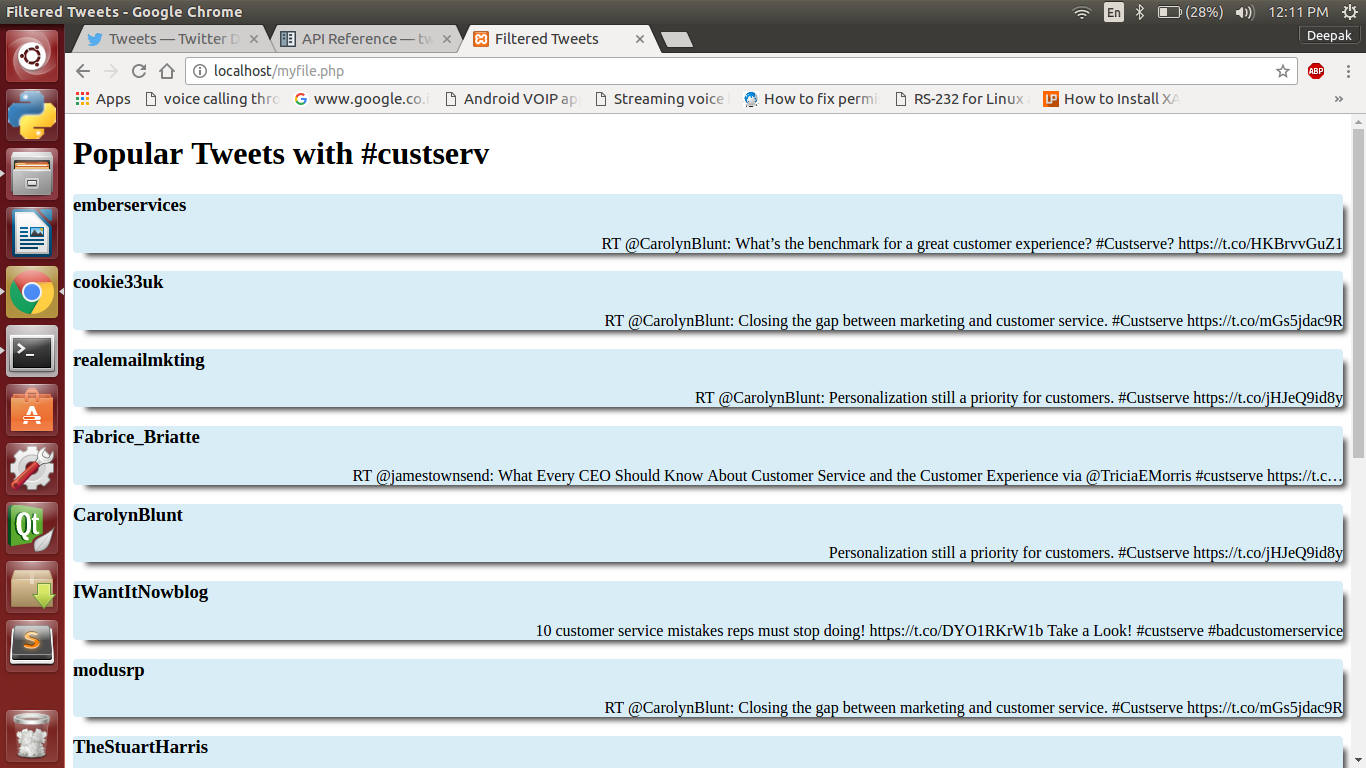 Filtered Tweets - Google Chrome
En
(28%)
12:11 PM
Tweets — Twitter D
API Reference — tw
Filtered Tweets
Deepak
localhost/myfile.php
ABP
Apps
voice calling thro
www.google.co.i
Android VOIP ap
Streaming voice
How to fix permi
RS-232 for Linux
LP
How to Install XA
»
Popular Tweets with #custserv
emberservices
RT @CarolynBlunt: What’s the benchmark for a great customer experience? #Custserve? https://t.co/HKBrvvGuZ1
cookie33uk
RT @CarolynBlunt: Closing the gap between marketing and customer service. #Custserve https://t.co/mGs5jdac9R
realemailmkting
RT @CarolynBlunt: Personalization still a priority for customers. #Custserve https://t.co/jHJeQ9id8y
Fabrice_Briatte
RT @jamestownsend: What Every CEO Should Know About Customer Service and the Customer Experience via @TriciaEMorris #custserve https://t.c…
CarolynBlunt
Personalization still a priority for customers. #Custserve https://t.co/jHJeQ9id8y
IWantItNowblog
10 customer service mistakes reps must stop doing! https://t.co/DYO1RKrW1b Take a Look! #custserve #badcustomerservice
modusrp
RT @CarolynBlunt: Closing the gap between marketing and customer service. #Custserve https://t.co/mGs5jdac9R
TheStuartHarris
Qt